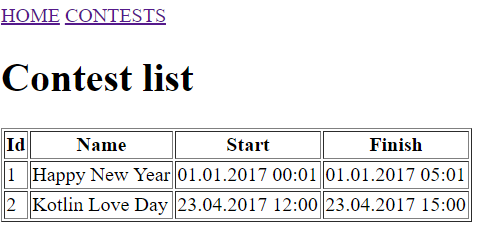 HOME CONTESTS
Contest list
Id Name Start Finish
1 Happy New Year 01.01.2017 00:01 01.01.2017 05:01
2 Kotlin Love Day 23.04.2017 12:00 23.04.2017 15:00